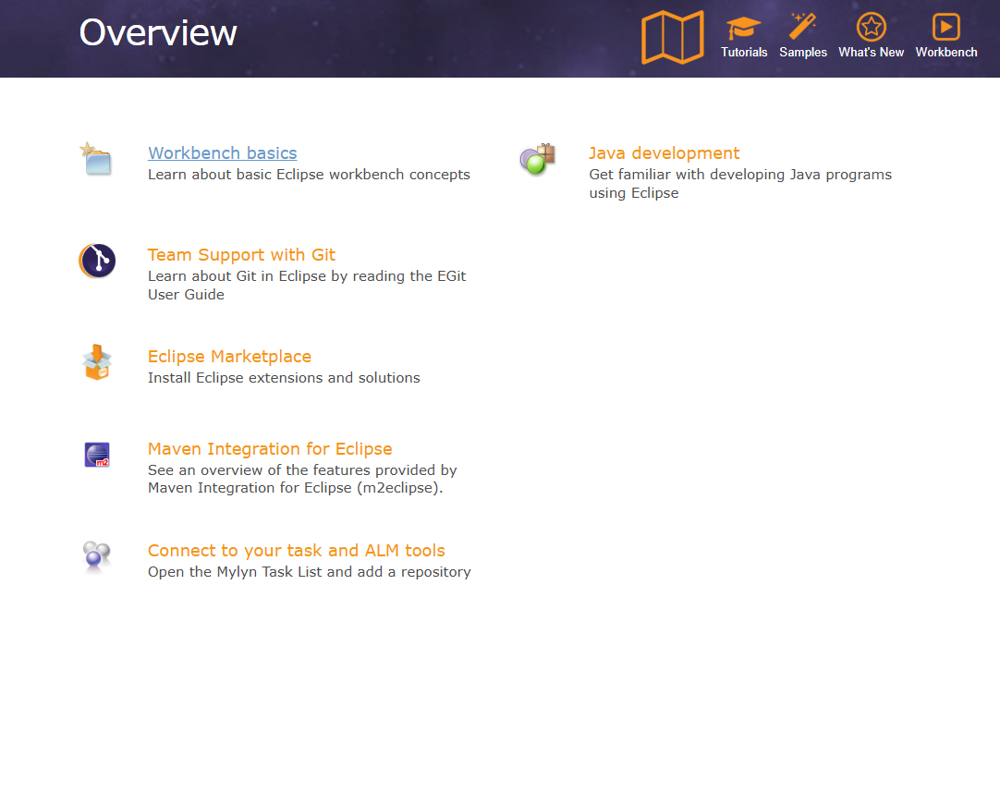 Overview
Tutorials
Samples
What's New
Workbench
Workbench basics
Learn about basic Eclipse workbench concepts
Java development
Get familiar with developing Java programs
using Eclipse
Team Support with Git
Learn about Git in Eclipse by reading the EGit
User Guide
Eclipse Marketplace
Install Eclipse extensions and solutions
Maven Integration for Eclipse
m2
See an overview of the features provided by
Maven Integration for Eclipse (m2eclipse).
Connect to your task and ALM tools
Open the Mylyn Task List and add a repository